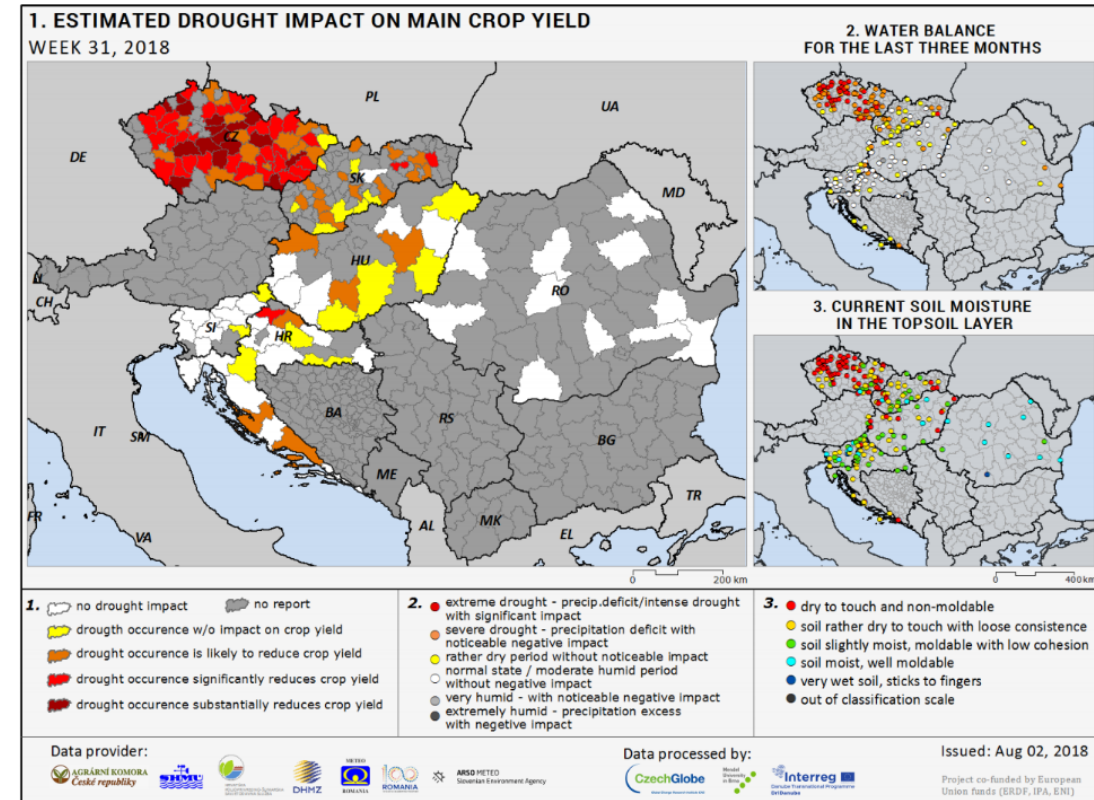 1. ESTIMATED DROUGHT IMPACT ON MAIN CROP YIELD
WEEK 31, 2018
PL
UA
DE
CZ
SK
MD
HU
CH
RO
SI
HR
BA
RS
IT
SM
BG
ME
TR
FR
VA
AL
MK
EL
0 200 km
2. WATER BALANCE
FOR THE LAST THREE MONTHS
3. CURRENT SOIL MOISTURE
IN THE TOPSOIL LAYER
0 400 km
1. no drought impact
no report
drougth occurence w/o impact on crop yield
drought occurence is likely to reduce crop yield
drought occurence significantly reduces crop yield
drought occurence substantially reduces crop yield
2. extreme drought - precip.deficit/intense drought
with significant impact
severe drought - precipitation deficit with
noticeable negative impact
rather dry period without noticeable impact
normal state / moderate humid period
without negative impact
very humid - with noticeable negative impact
extremely humid - precipitation excess
with negetive impact
3. dry to touch and non-moldable
soil rather dry to touch with loose consistence
soil slightly moist, moldable with low cohesion
soil moist, well moldable
very wet soil, sticks to fingers
out of classification scale
Data provider:
AGRÁRNÍ KOMORA
České republiky
SHMU
DHMZ
METEO
ROMANIA
100
ROMANIA
ARSO METEO
Slovenian Environment Agency
Data processed by:
CzechGlobe
Mendel
University
in Brno
Interreg
Danube Transnational Programme
DriDanube
Issued: Aug 02, 2018
Project co-funded by European
Union funds (ERDF, IPA, ENI)